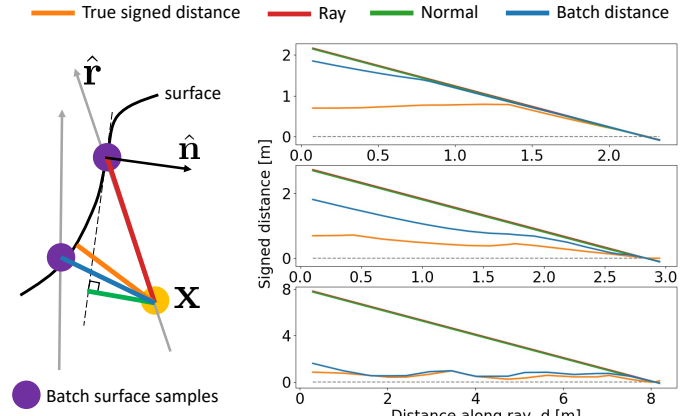 True signed distance Ray Normal Batch distance
r̂
surface
n̂
x
Batch surface samples
Signed distance [m]
2
1
0
0.0 0.5 1.0 1.5 2.0
2
0
0.0 0.5 1.0 1.5 2.0 2.5 3.0
8
4
0
0 2 4 6 8
Distance along ray, d [m]